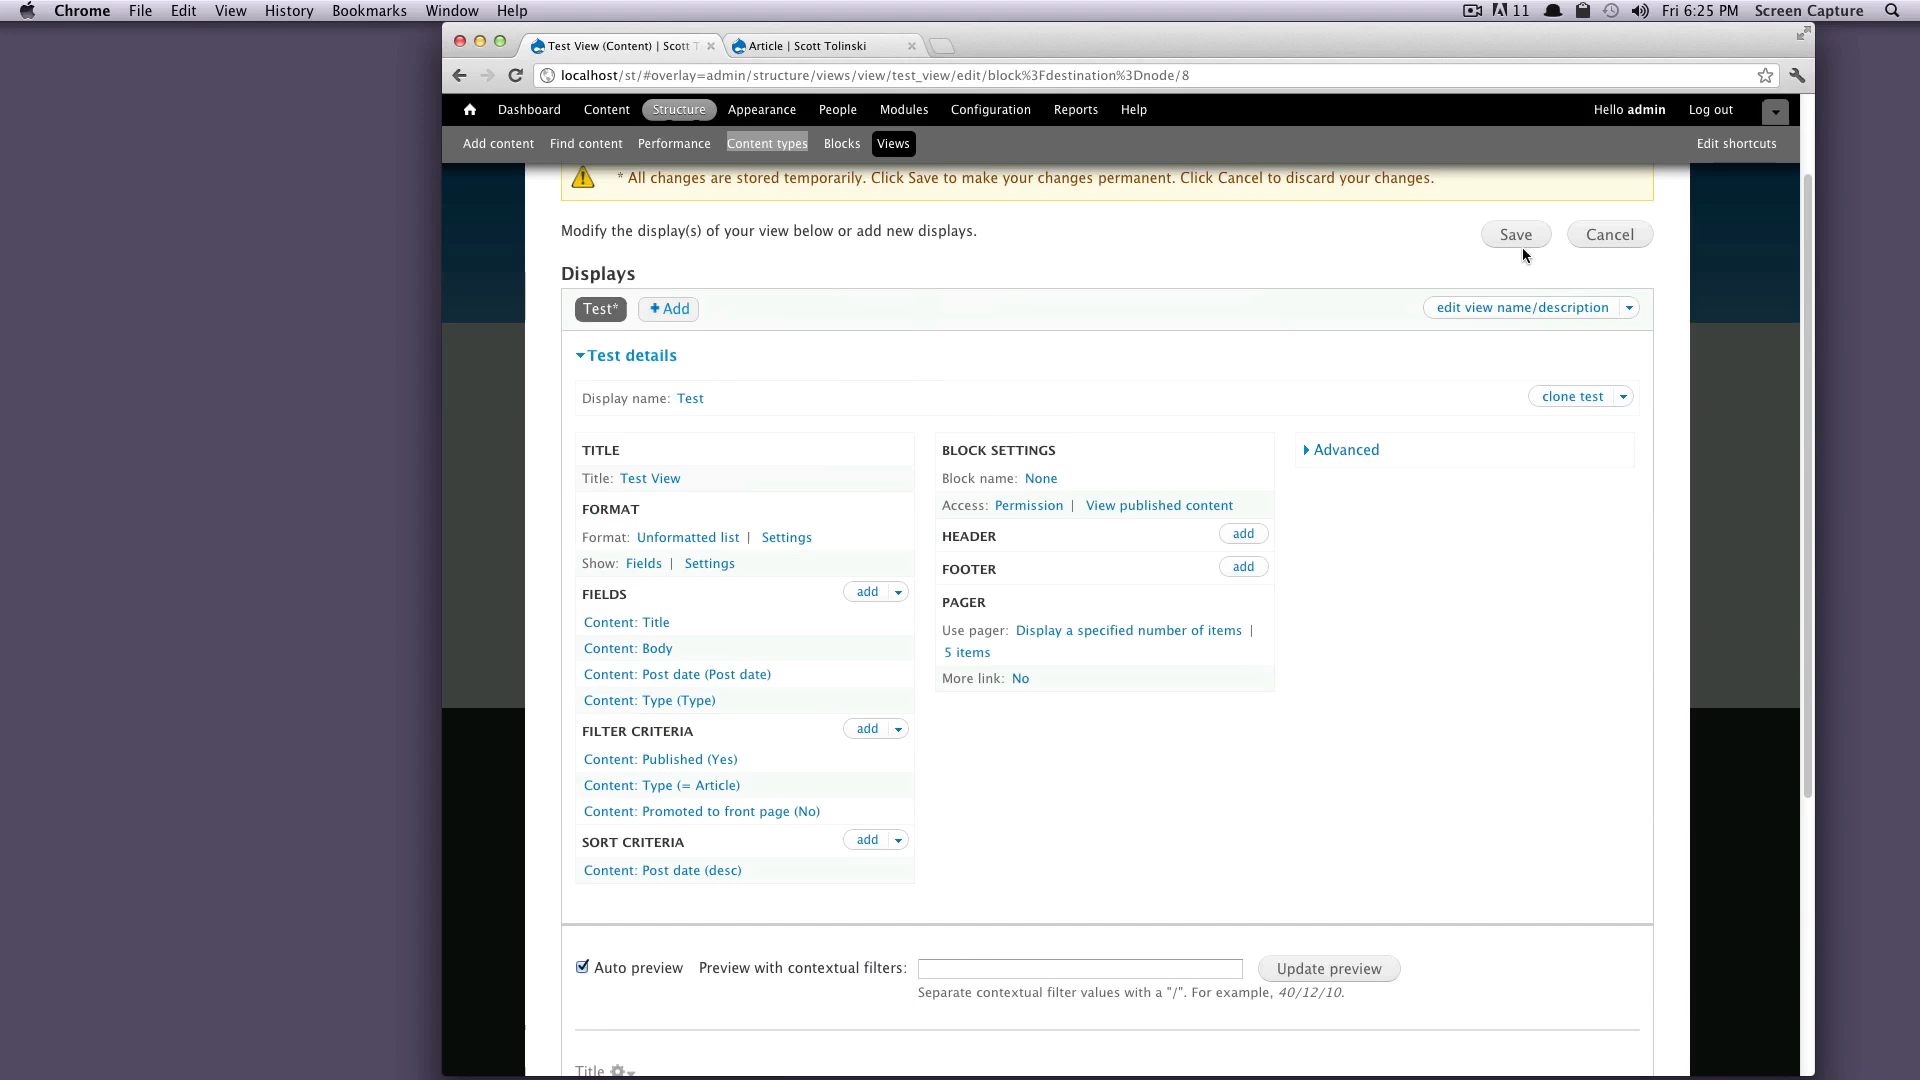 Chrome File Edit View History Bookmarks Window Help 11 Fri 6:25 PM Screen Capture
Test View (Content) | Scott T Article | Scott Tolinski
localhost/st/#overlay=admin/structure/views/view/test_view/edit/block%3Fdestination%3Dnode/8
Dashboard Content Structure Appearance People Modules Configuration Reports Help Hello admin Log out
Add content Find content Performance Content types Blocks Views Edit shortcuts
* All changes are stored temporarily. Click Save to make your changes permanent. Click Cancel to discard your changes.
Modify the display(s) of your view below or add new displays. Save Cancel
Displays
Test* + Add edit view name/description
Test details
Display name: Test clone test
TITLE
Title: Test View
FORMAT
Format: Unformatted list | Settings
Show: Fields | Settings
FIELDS add
Content: Title
Content: Body
Content: Post date (Post date)
Content: Type (Type)
FILTER CRITERIA add
Content: Published (Yes)
Content: Type (= Article)
Content: Promoted to front page (No)
SORT CRITERIA add
Content: Post date (desc)
BLOCK SETTINGS
Block name: None
Access: Permission | View published content
HEADER add
FOOTER add
PAGER
Use pager: Display a specified number of items |
5 items
More link: No
Advanced
Auto preview Preview with contextual filters: Update preview
Separate contextual filter values with a "/". For example, 40/12/10.
Title